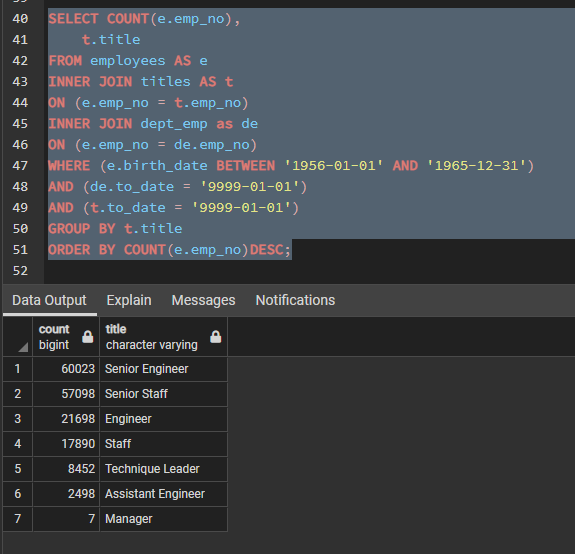 40 SELECT COUNT(e.emp_no),
41     t.title
42 FROM employees AS e
43 INNER JOIN titles AS t
44 ON (e.emp_no = t.emp_no)
45 INNER JOIN dept_emp as de
46 ON (e.emp_no = de.emp_no)
47 WHERE (e.birth_date BETWEEN '1956-01-01' AND '1965-12-31')
48 AND (de.to_date = '9999-01-01')
49 AND (t.to_date = '9999-01-01')
50 GROUP BY t.title
51 ORDER BY COUNT(e.emp_no)DESC;
52
Data Output Explain Messages Notifications
count title
bigint character varying
1 60023 Senior Engineer
2 57098 Senior Staff
3 21698 Engineer
4 17890 Staff
5 8452 Technique Leader
6 2498 Assistant Engineer
7 7 Manager